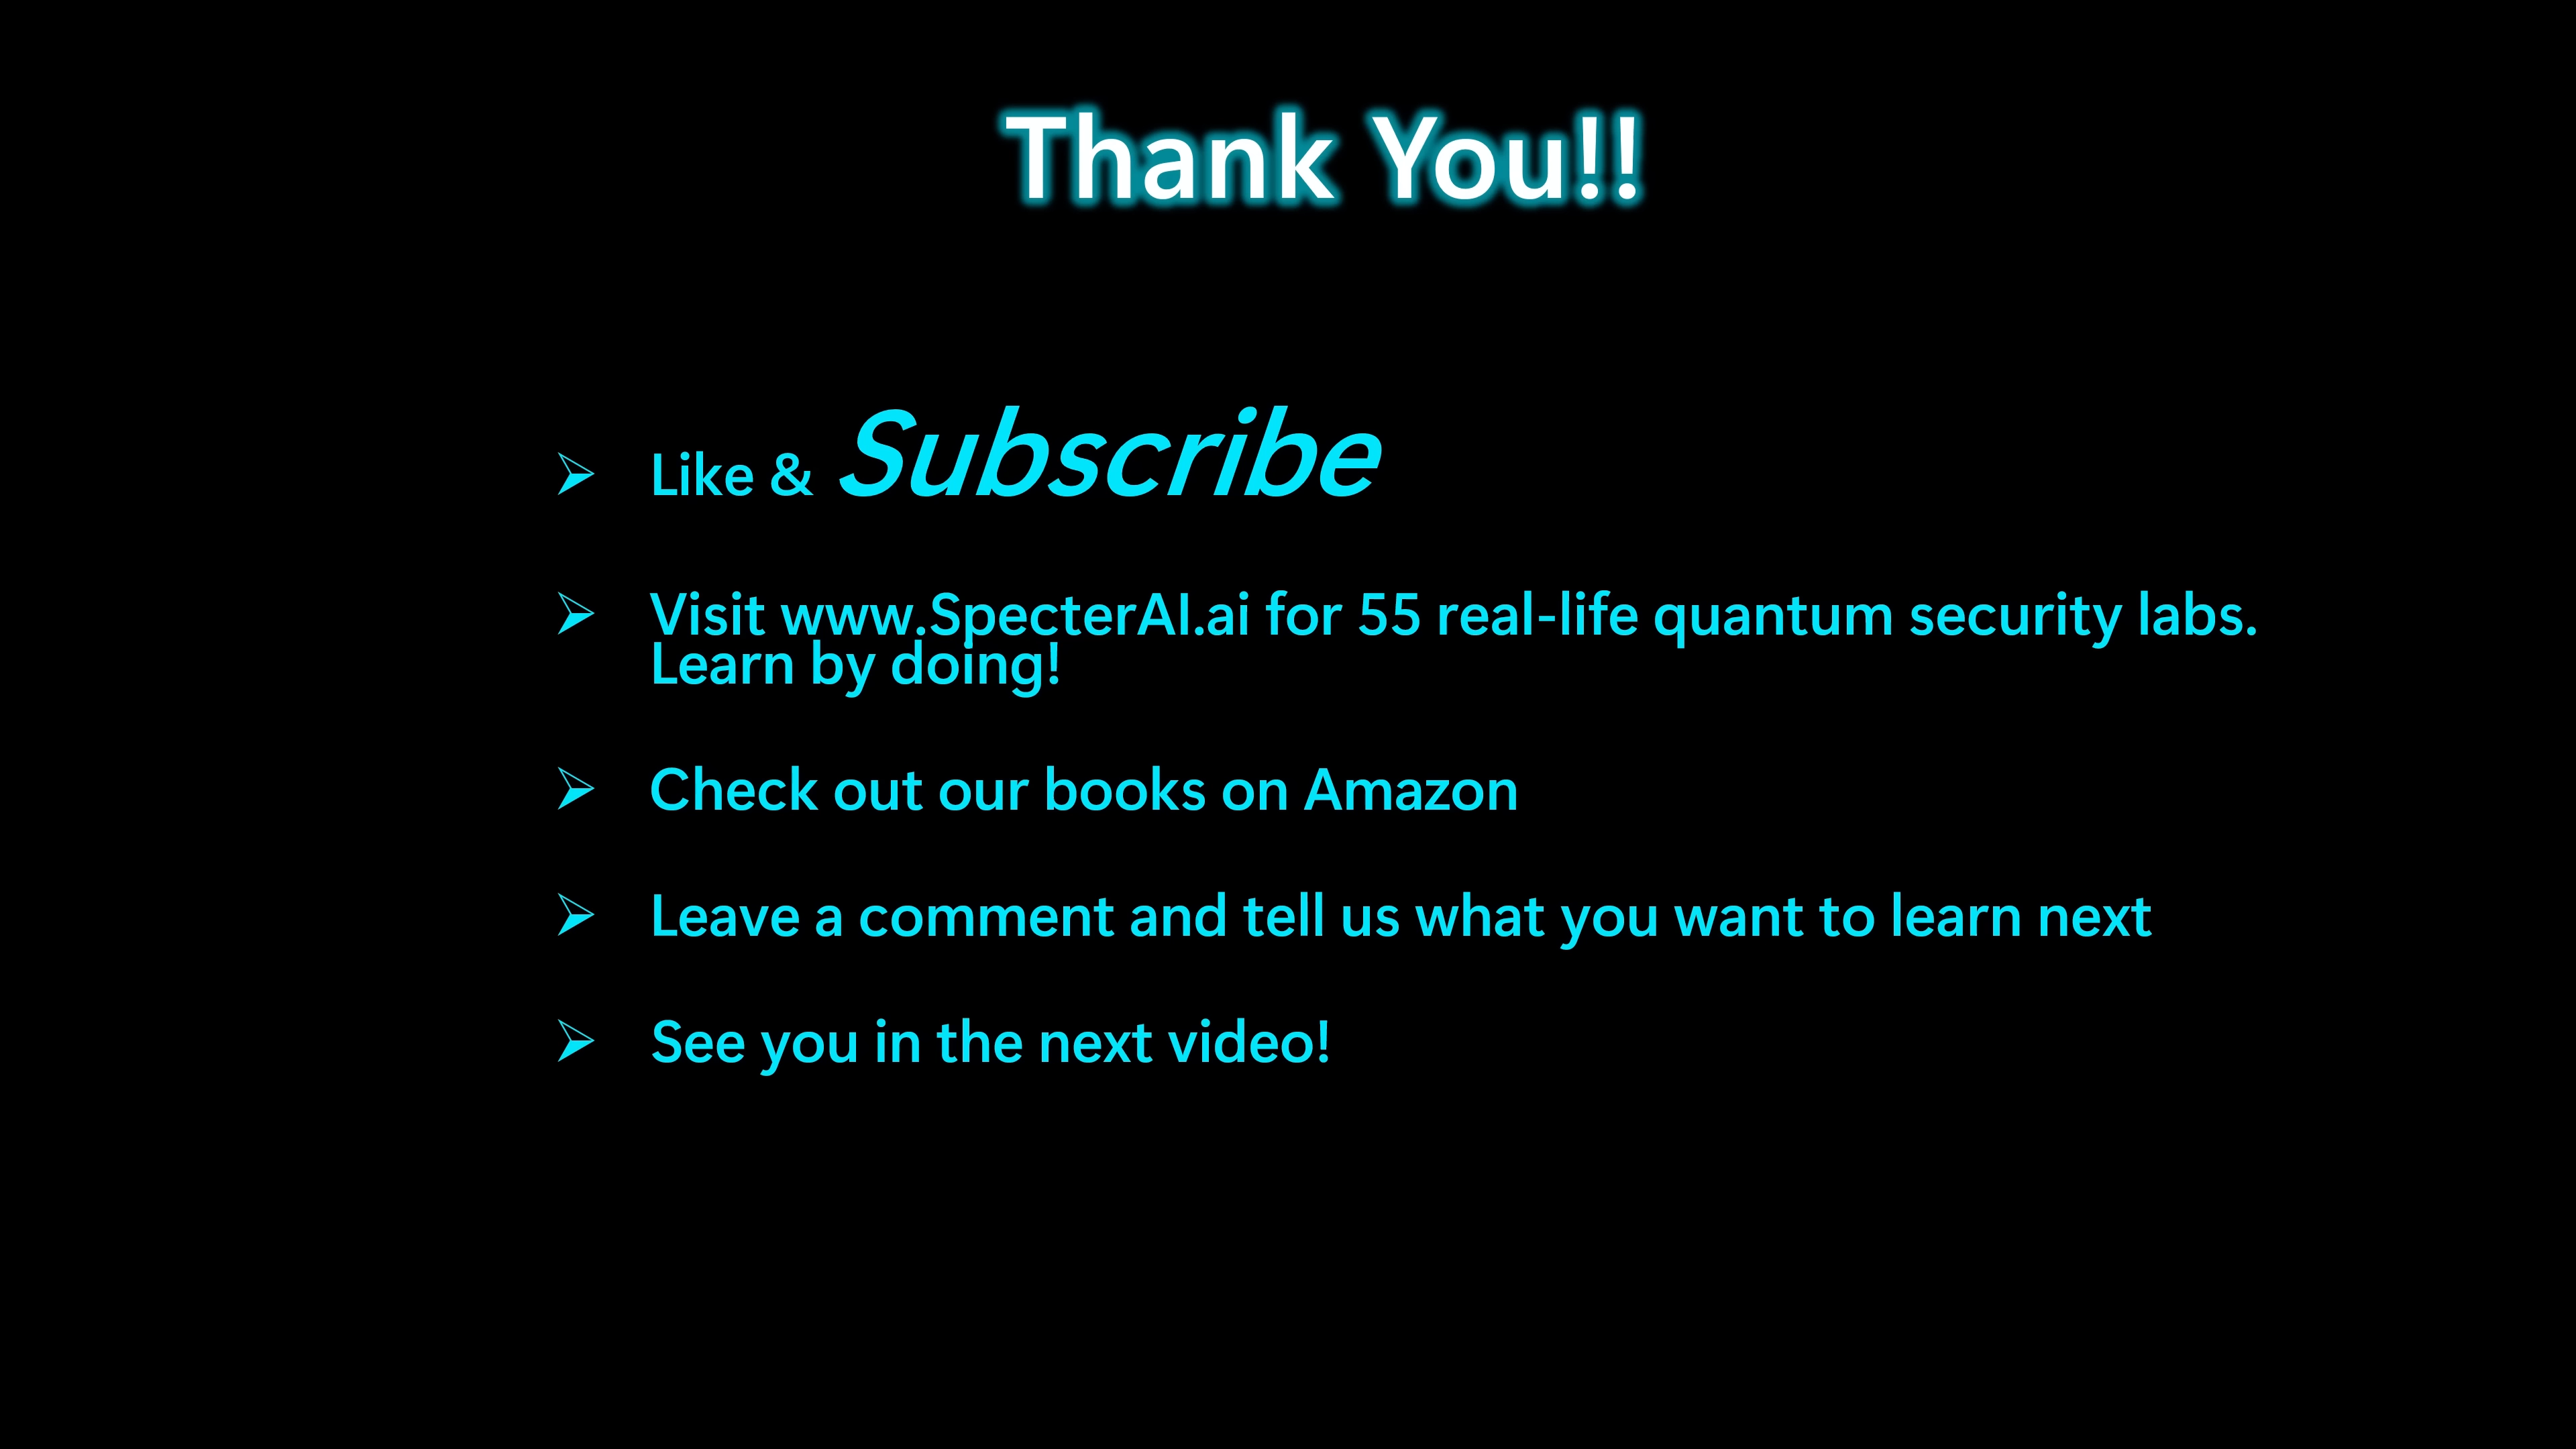 Thank You!!
➢ Like & Subscribe
➢ Visit www.SpecterAI.ai for 55 real-life quantum security labs.
Learn by doing!
➢ Check out our books on Amazon
➢ Leave a comment and tell us what you want to learn next
➢ See you in the next video!